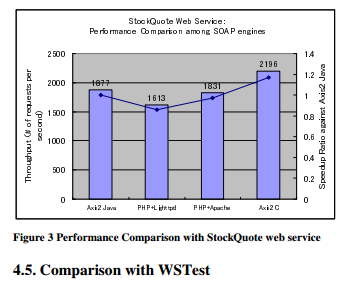 StockQuote Web Service:
Performance Comparison among SOAP engines
Throughput (# of requests per
second)
2500
2000
1500
1000
500
0
1877
1613
1831
2196
1.4
1.2
1
0.8
0.6
0.4
0.2
0
Speedup Ratio against Axis2 Java
Axis2 Java
PHP+Lighttpd
PHP+Apache
Axis2 C
Figure 3 Performance Comparison with StockQuote web service
4.5. Comparison with WSTest